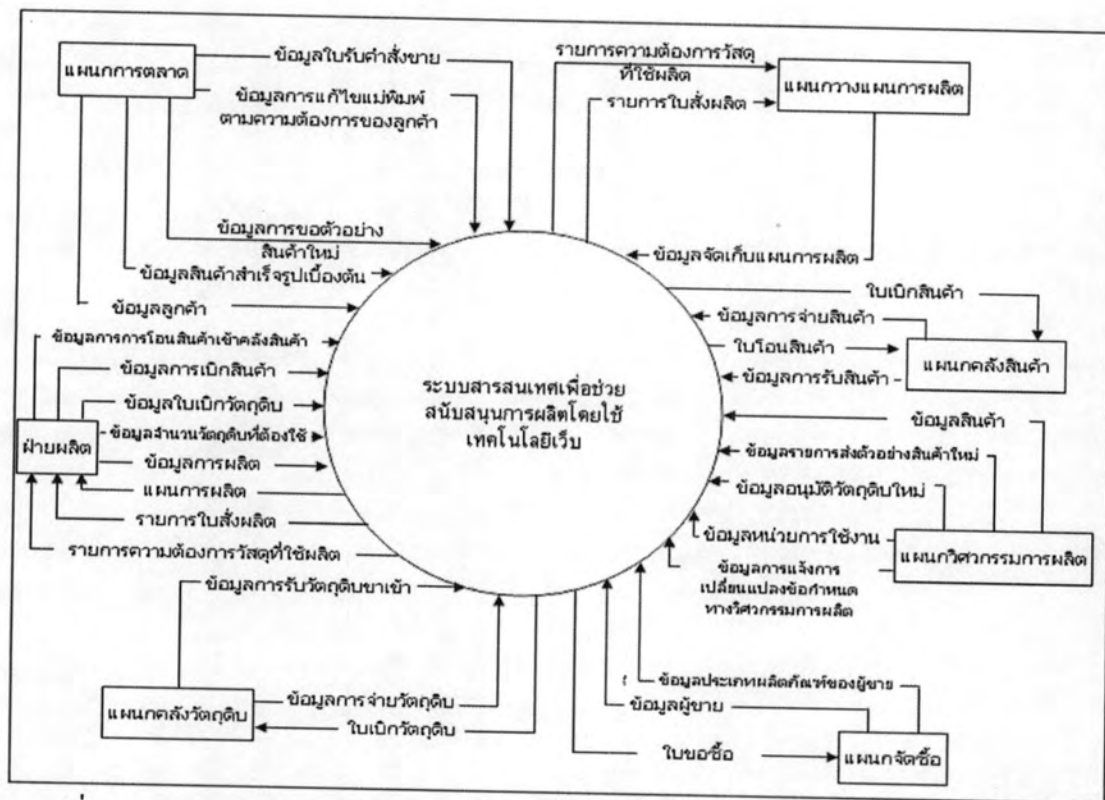 แผนกการตลาด
ข้อมูลใบรับคำสั่งขาย
ข้อมูลการแก้ไขแม่พิมพ์
ตามความต้องการของลูกค้า
ข้อมูลการขอตัวอย่าง
สินค้าใหม่
ข้อมูลสินค้าสำเร็จรูปเบื้องต้น
ข้อมูลลูกค้า
รายการความต้องการวัสดุ
ที่ใช้ผลิต
รายการใบสั่งผลิต
แผนกวางแผนการผลิต
ข้อมูลจัดเก็บแผนการผลิต
ใบเบิกสินค้า
ข้อมูลการจ่ายสินค้า
ใบโอนสินค้า
ข้อมูลการรับสินค้า
แผนกคลังสินค้า
ข้อมูลการการโอนสินค้าเข้าคลังสินค้า
ข้อมูลการเบิกสินค้า
ข้อมูลใบเบิกวัตถุดิบ
ข้อมูลจำนวนวัตถุดิบที่ต้องใช้
ฝ่ายผลิต
ข้อมูลการผลิต
แผนการผลิต
รายการใบสั่งผลิต
รายการความต้องการวัสดุที่ใช้ผลิต
ระบบสารสนเทศเพื่อช่วย
สนับสนุนการผลิตโดยใช้
เทคโนโลยีเว็บ
ข้อมูลสินค้า
ข้อมูลรายการส่งตัวอย่างสินค้าใหม่
ข้อมูลอนุมัติวัตถุดิบใหม่
ข้อมูลหน่วยการใช้งาน
แผนกวิศวกรรมการผลิต
ข้อมูลการแจ้งการ
เปลี่ยนแปลงข้อกำหนด
ทางวิศวกรรมการผลิต
ข้อมูลการรับวัตถุดิบขาเข้า
แผนกคลังวัตถุดิบ
ข้อมูลการจ่ายวัตถุดิบ
ใบเบิกวัตถุดิบ
ข้อมูลประเภทผลิตภัณฑ์ของผู้ขาย
ข้อมูลผู้ขาย
ใบขอซื้อ
แผนกจัดซื้อ